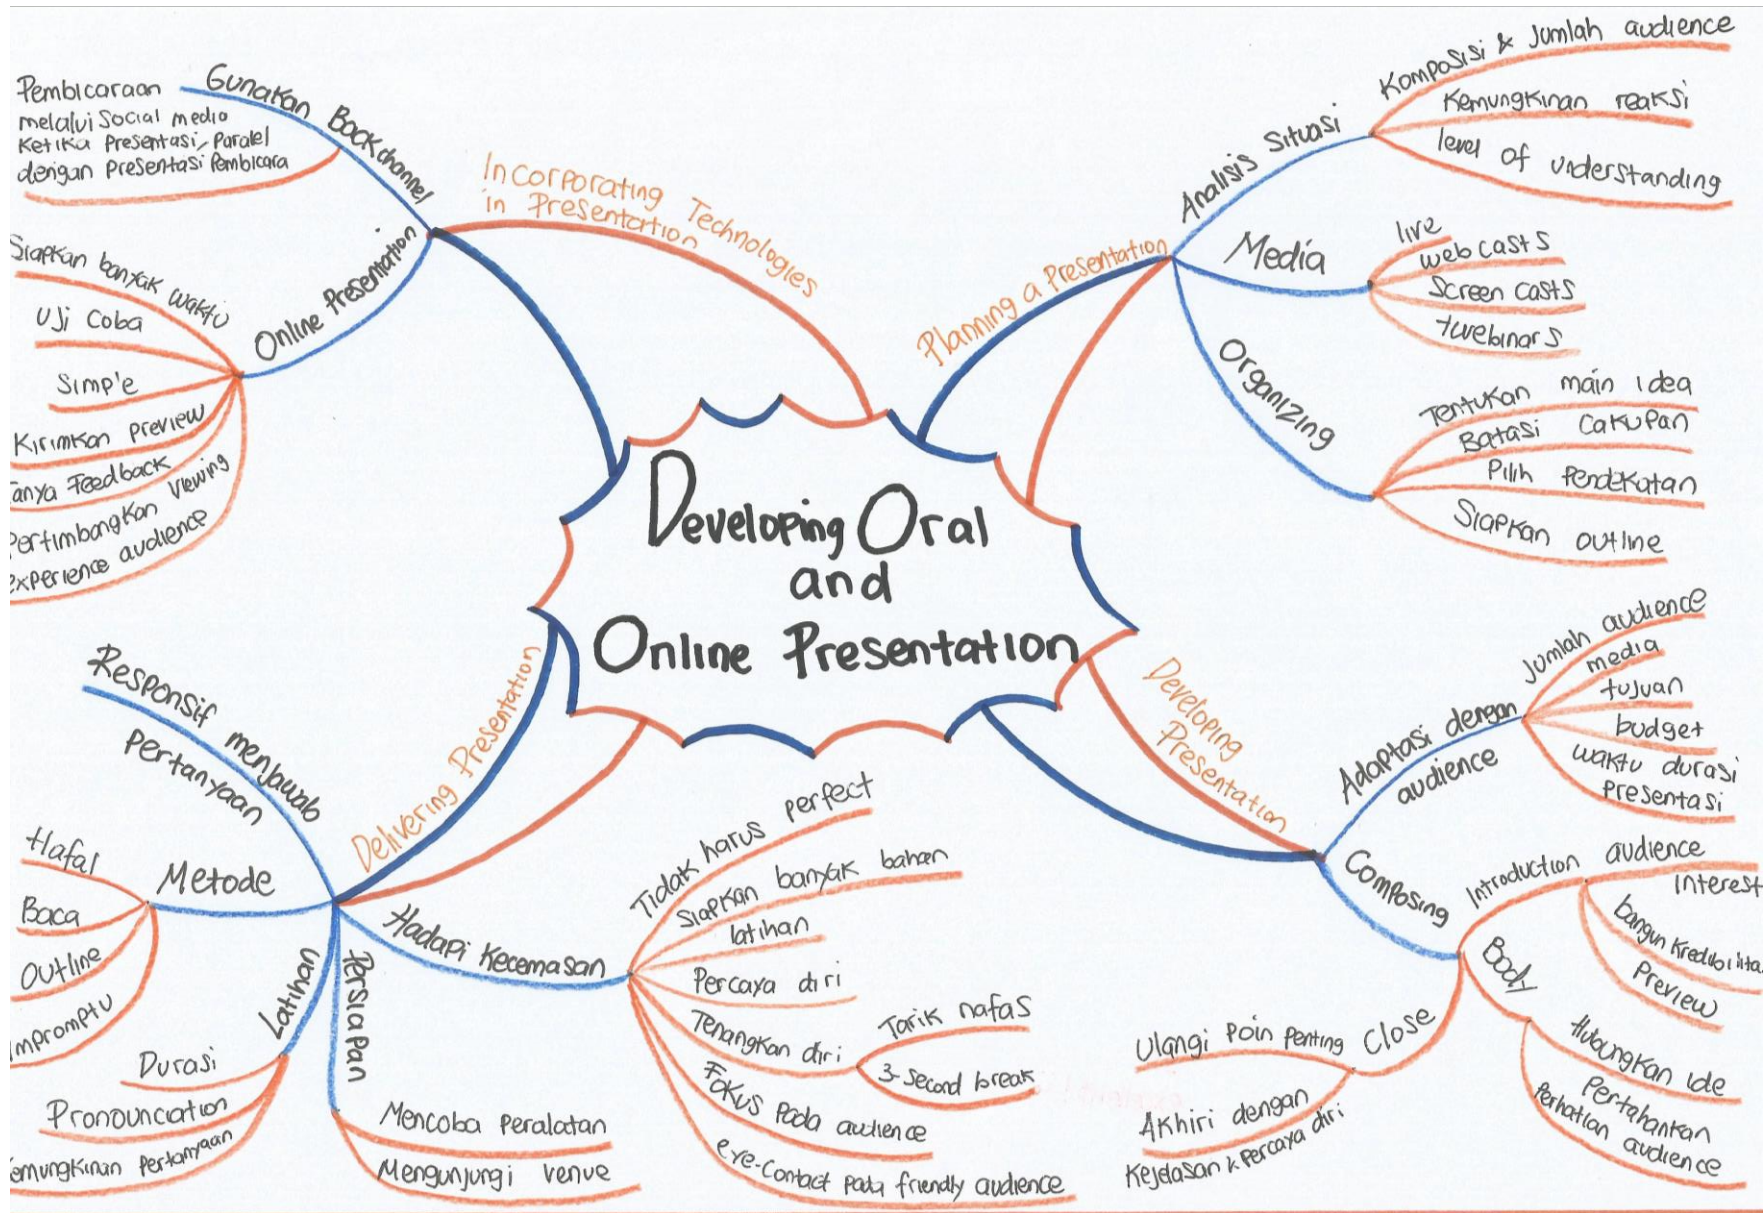 Developing Oral
and
Online Presentation
Planning a Presentation
Analisis Situasi
Komposisi & Jumlah audience
Kemungkinan reaksi
level of understanding
Media
live
web casts
Screen casts
twebinars
Organizing
Tentukan main idea
Batasi cakupan
Pilih pendekatan
Siapkan outline
Developing
Presentation
Adaptasi dengan
audience
Jumlah audience
media
tujuan
budget
waktu durasi
presentasi
Composing
Introduction
audience
interest
bangun kredibilita
Preview
Body
Hubungkan ide
Pertahankan
Perhatian audience
Close
Ulangi poin penting
Akhiri dengan
Kejelasan & Percaya diri
Delivering Presentation
Hadapi Kecemasan
Tidak harus perfect
Siapkan banyak bahan
latihan
Percaya diri
Tenangkan diri
Tarik nafas
3-second break
Fokus pada audience
eye-contact pada friendly audience
Persiapan
Mencoba peralatan
Mengunjungi venue
Latihan
Durasi
Pronounciation
emungkinan Pertanyaan
Metode
Hafal
Baca
Outline
Impromptu
Responsif menjawab
Pertanyaan
Incorporating Technologies
in Presentation
Gunakan Backchannel
Pembicaraan
melalui Social media
Ketika Presentasi, Paralel
dengan presentasi Pembicara
Online Presentation
Siapkan banyak waktu
Uji coba
Simple
Kirimkan preview
anya Feedback
Pertimbangkan viewing
experience audience